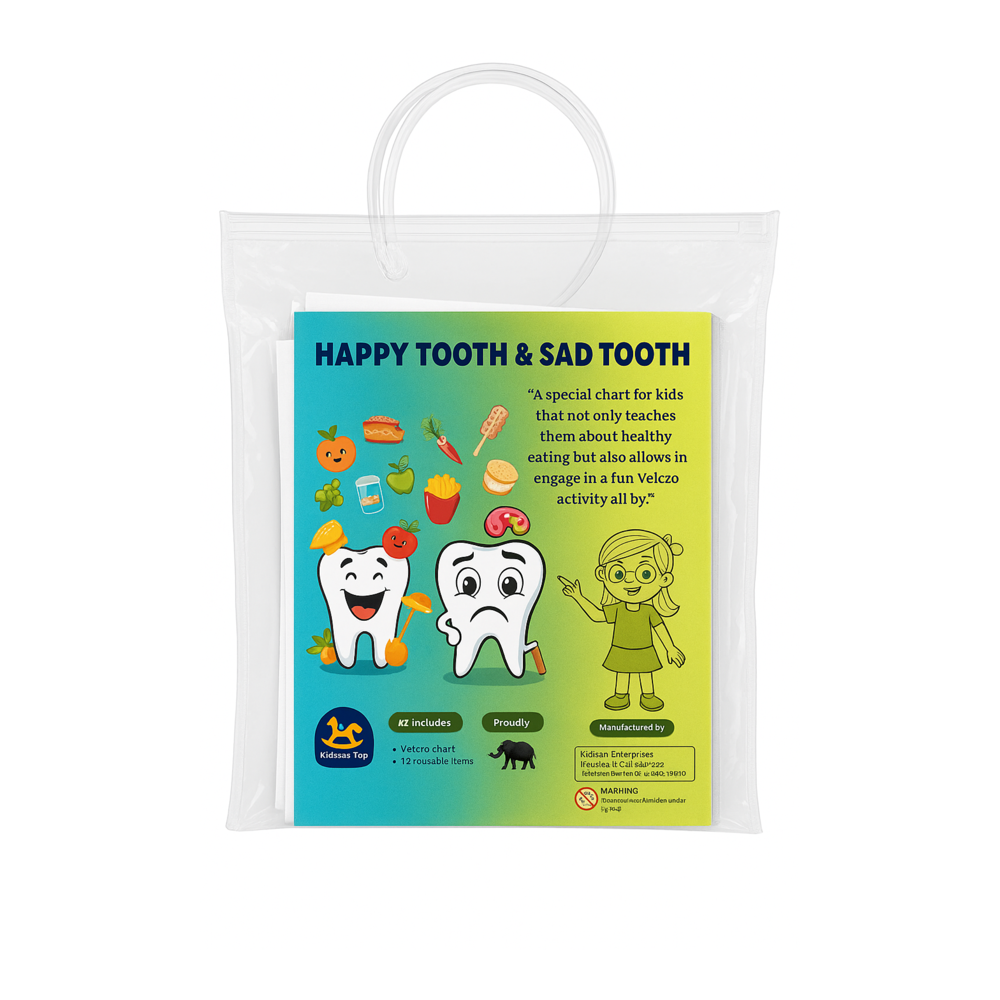 HAPPY TOOTH & SAD TOOTH
“A special chart for kids
that not only teaches
them about healthy
eating but also allows in
engage in a fun Velczo
activity all by.”
Kidssas Top
KZ includes
• Vetcro chart
• 12 rousable Items
Proudly
Manufactured by
Kidisan Enterprises
MARHING